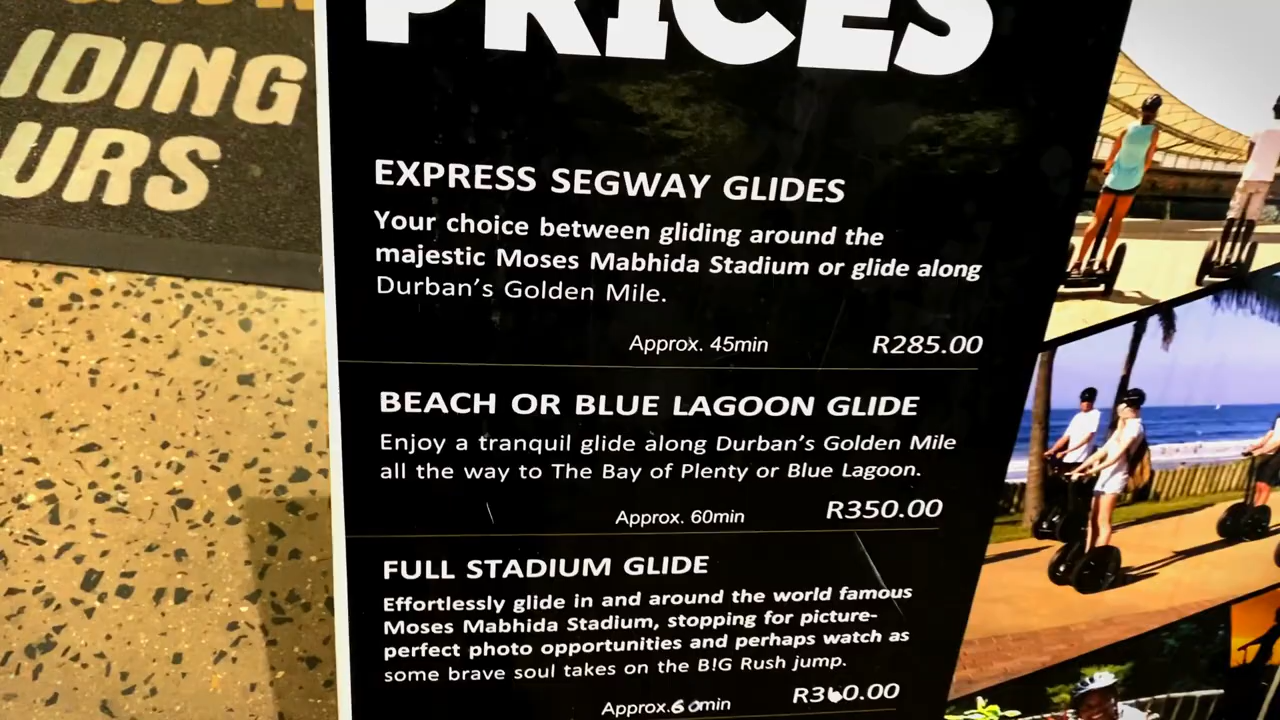 IDING
URS
PRICES
EXPRESS SEGWAY GLIDES
Your choice between gliding around the
majestic Moses Mabhida Stadium or glide along
Durban's Golden Mile.
Approx. 45min R285.00
BEACH OR BLUE LAGOON GLIDE
Enjoy a tranquil glide along Durban's Golden Mile
all the way to The Bay of Plenty or Blue Lagoon.
Approx. 60min R350.00
FULL STADIUM GLIDE
Effortlessly glide in and around the world famous
Moses Mabhida Stadium, stopping for picture-
perfect photo opportunities and perhaps watch as
some brave soul takes on the B!G Rush jump.
Approx.60min R360.00